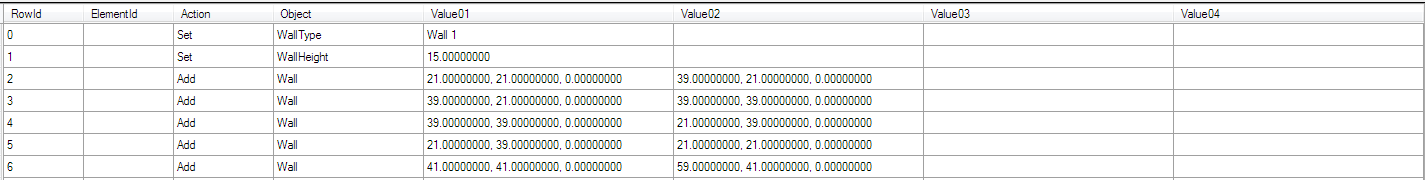 RowId ElementId Action Object Value01 Value02 Value03 Value04
0 Set WallType Wall 1
1 Set WallHeight 15.00000000
2 Add Wall 21.00000000, 21.00000000, 0.00000000 39.00000000, 21.00000000, 0.00000000
3 Add Wall 39.00000000, 21.00000000, 0.00000000 39.00000000, 39.00000000, 0.00000000
4 Add Wall 39.00000000, 39.00000000, 0.00000000 21.00000000, 39.00000000, 0.00000000
5 Add Wall 21.00000000, 39.00000000, 0.00000000 21.00000000, 21.00000000, 0.00000000
6 Add Wall 41.00000000, 41.00000000, 0.00000000 59.00000000, 41.00000000, 0.00000000